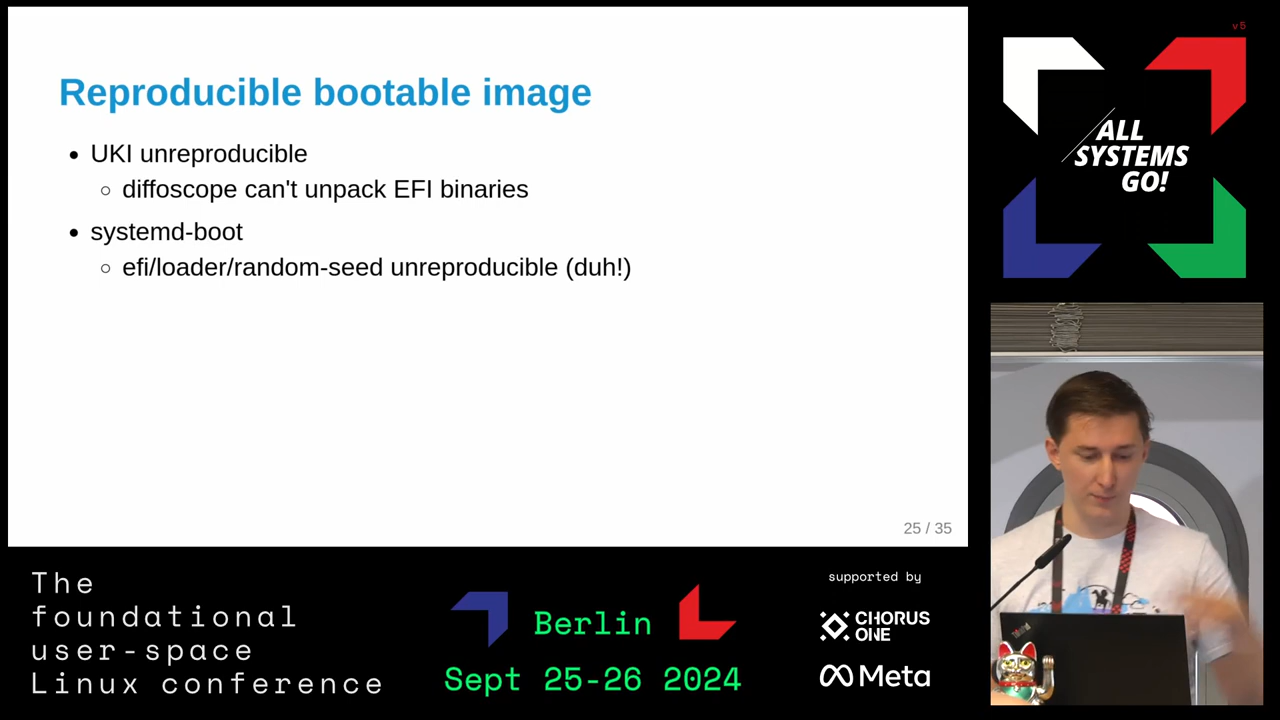 Reproducible bootable image
UKI unreproducible
diffoscope can't unpack EFI binaries
systemd-boot
efi/loader/random-seed unreproducible (duh!)
25 / 35
v5
ALL
SYSTEMS
GO!
The
foundational
user-space
Linux conference
Berlin
Sept 25-26 2024
supported by
CHORUS
ONE
Meta
ThinkPad